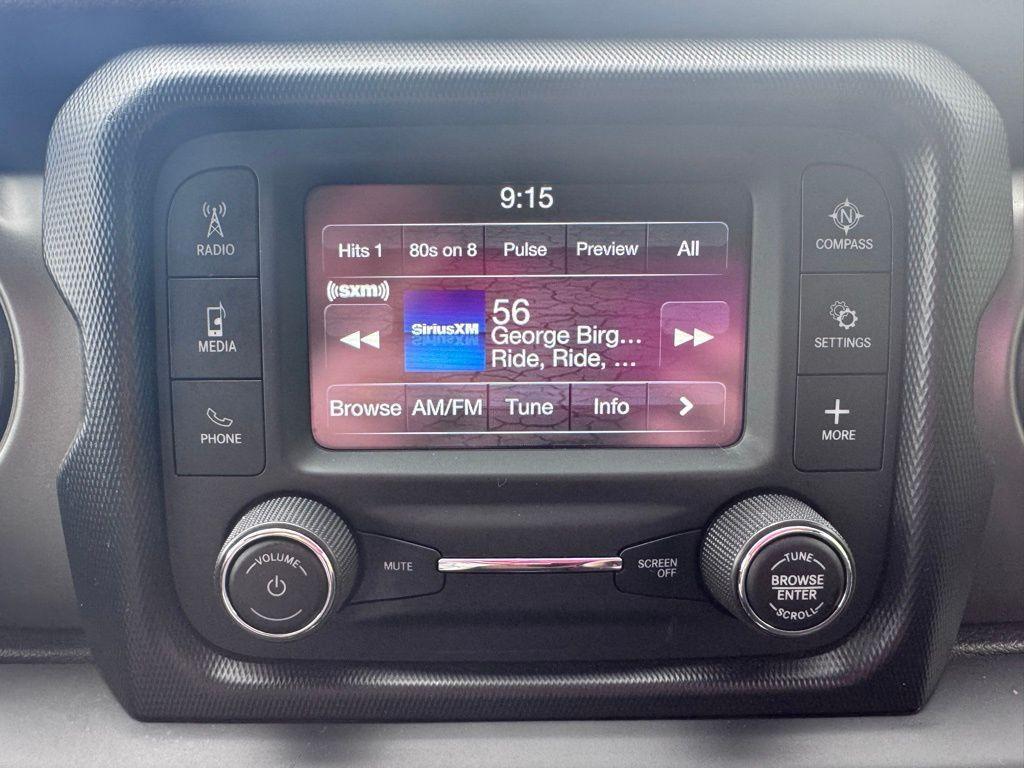 9:15
Hits 1 80s on 8 Pulse Preview All
((sxm))
SiriusXM
56
George Birg...
Ride, Ride, ...
Browse AM/FM Tune Info >
RADIO
MEDIA
PHONE
COMPASS
N
SETTINGS
MORE
VOLUME
MUTE
SCREEN
OFF
TUNE
BROWSE
ENTER
SCROLL